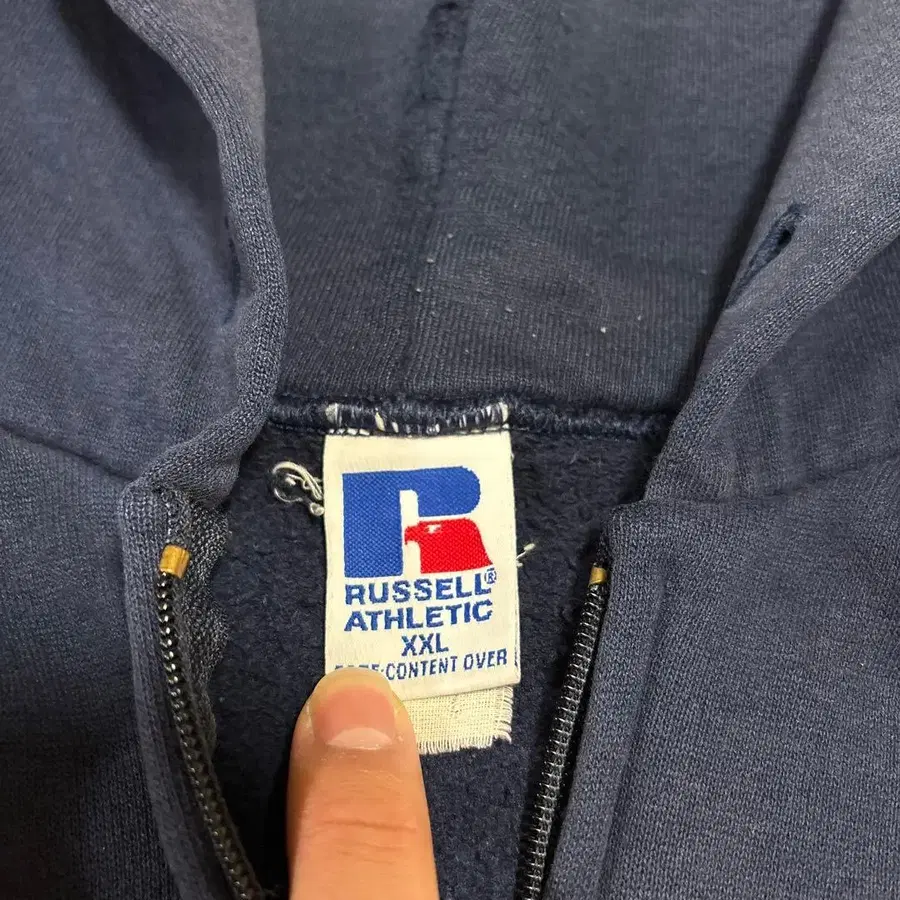 RUSSELL®
ATHLETIC
XXL
CONTENT OVER